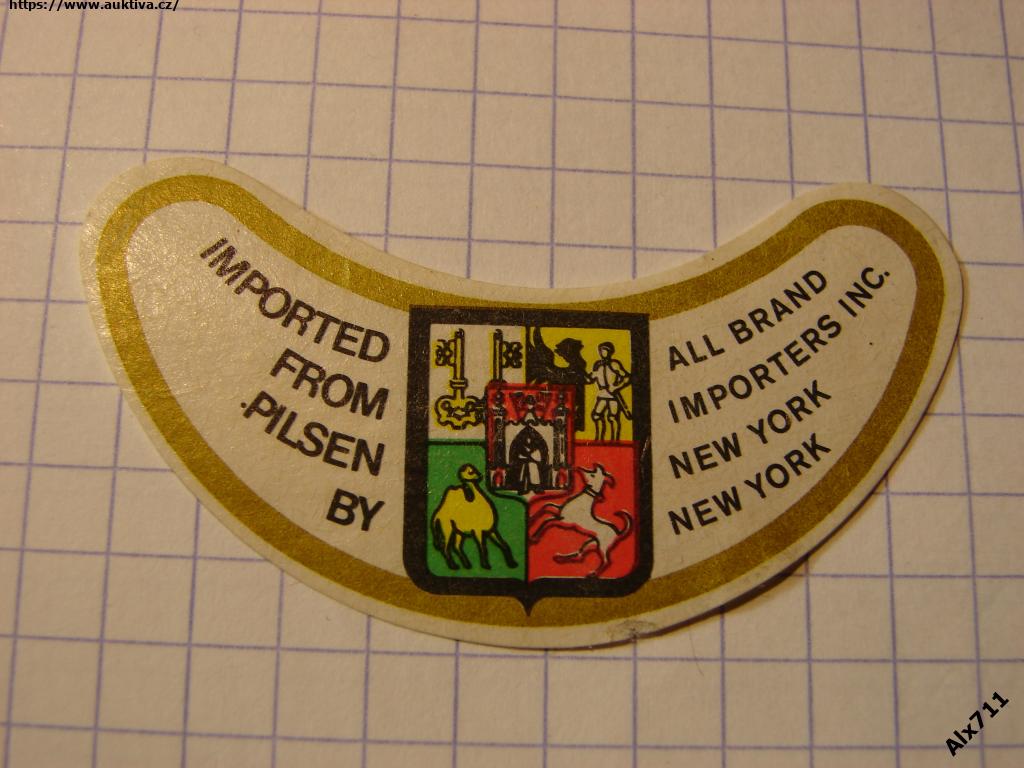 https://www.auktiva.cz/
IMPORTED
FROM
.PILSEN
BY
ALL BRAND
IMPORTERS INC.
NEW YORK
NEW YORK
Alx711